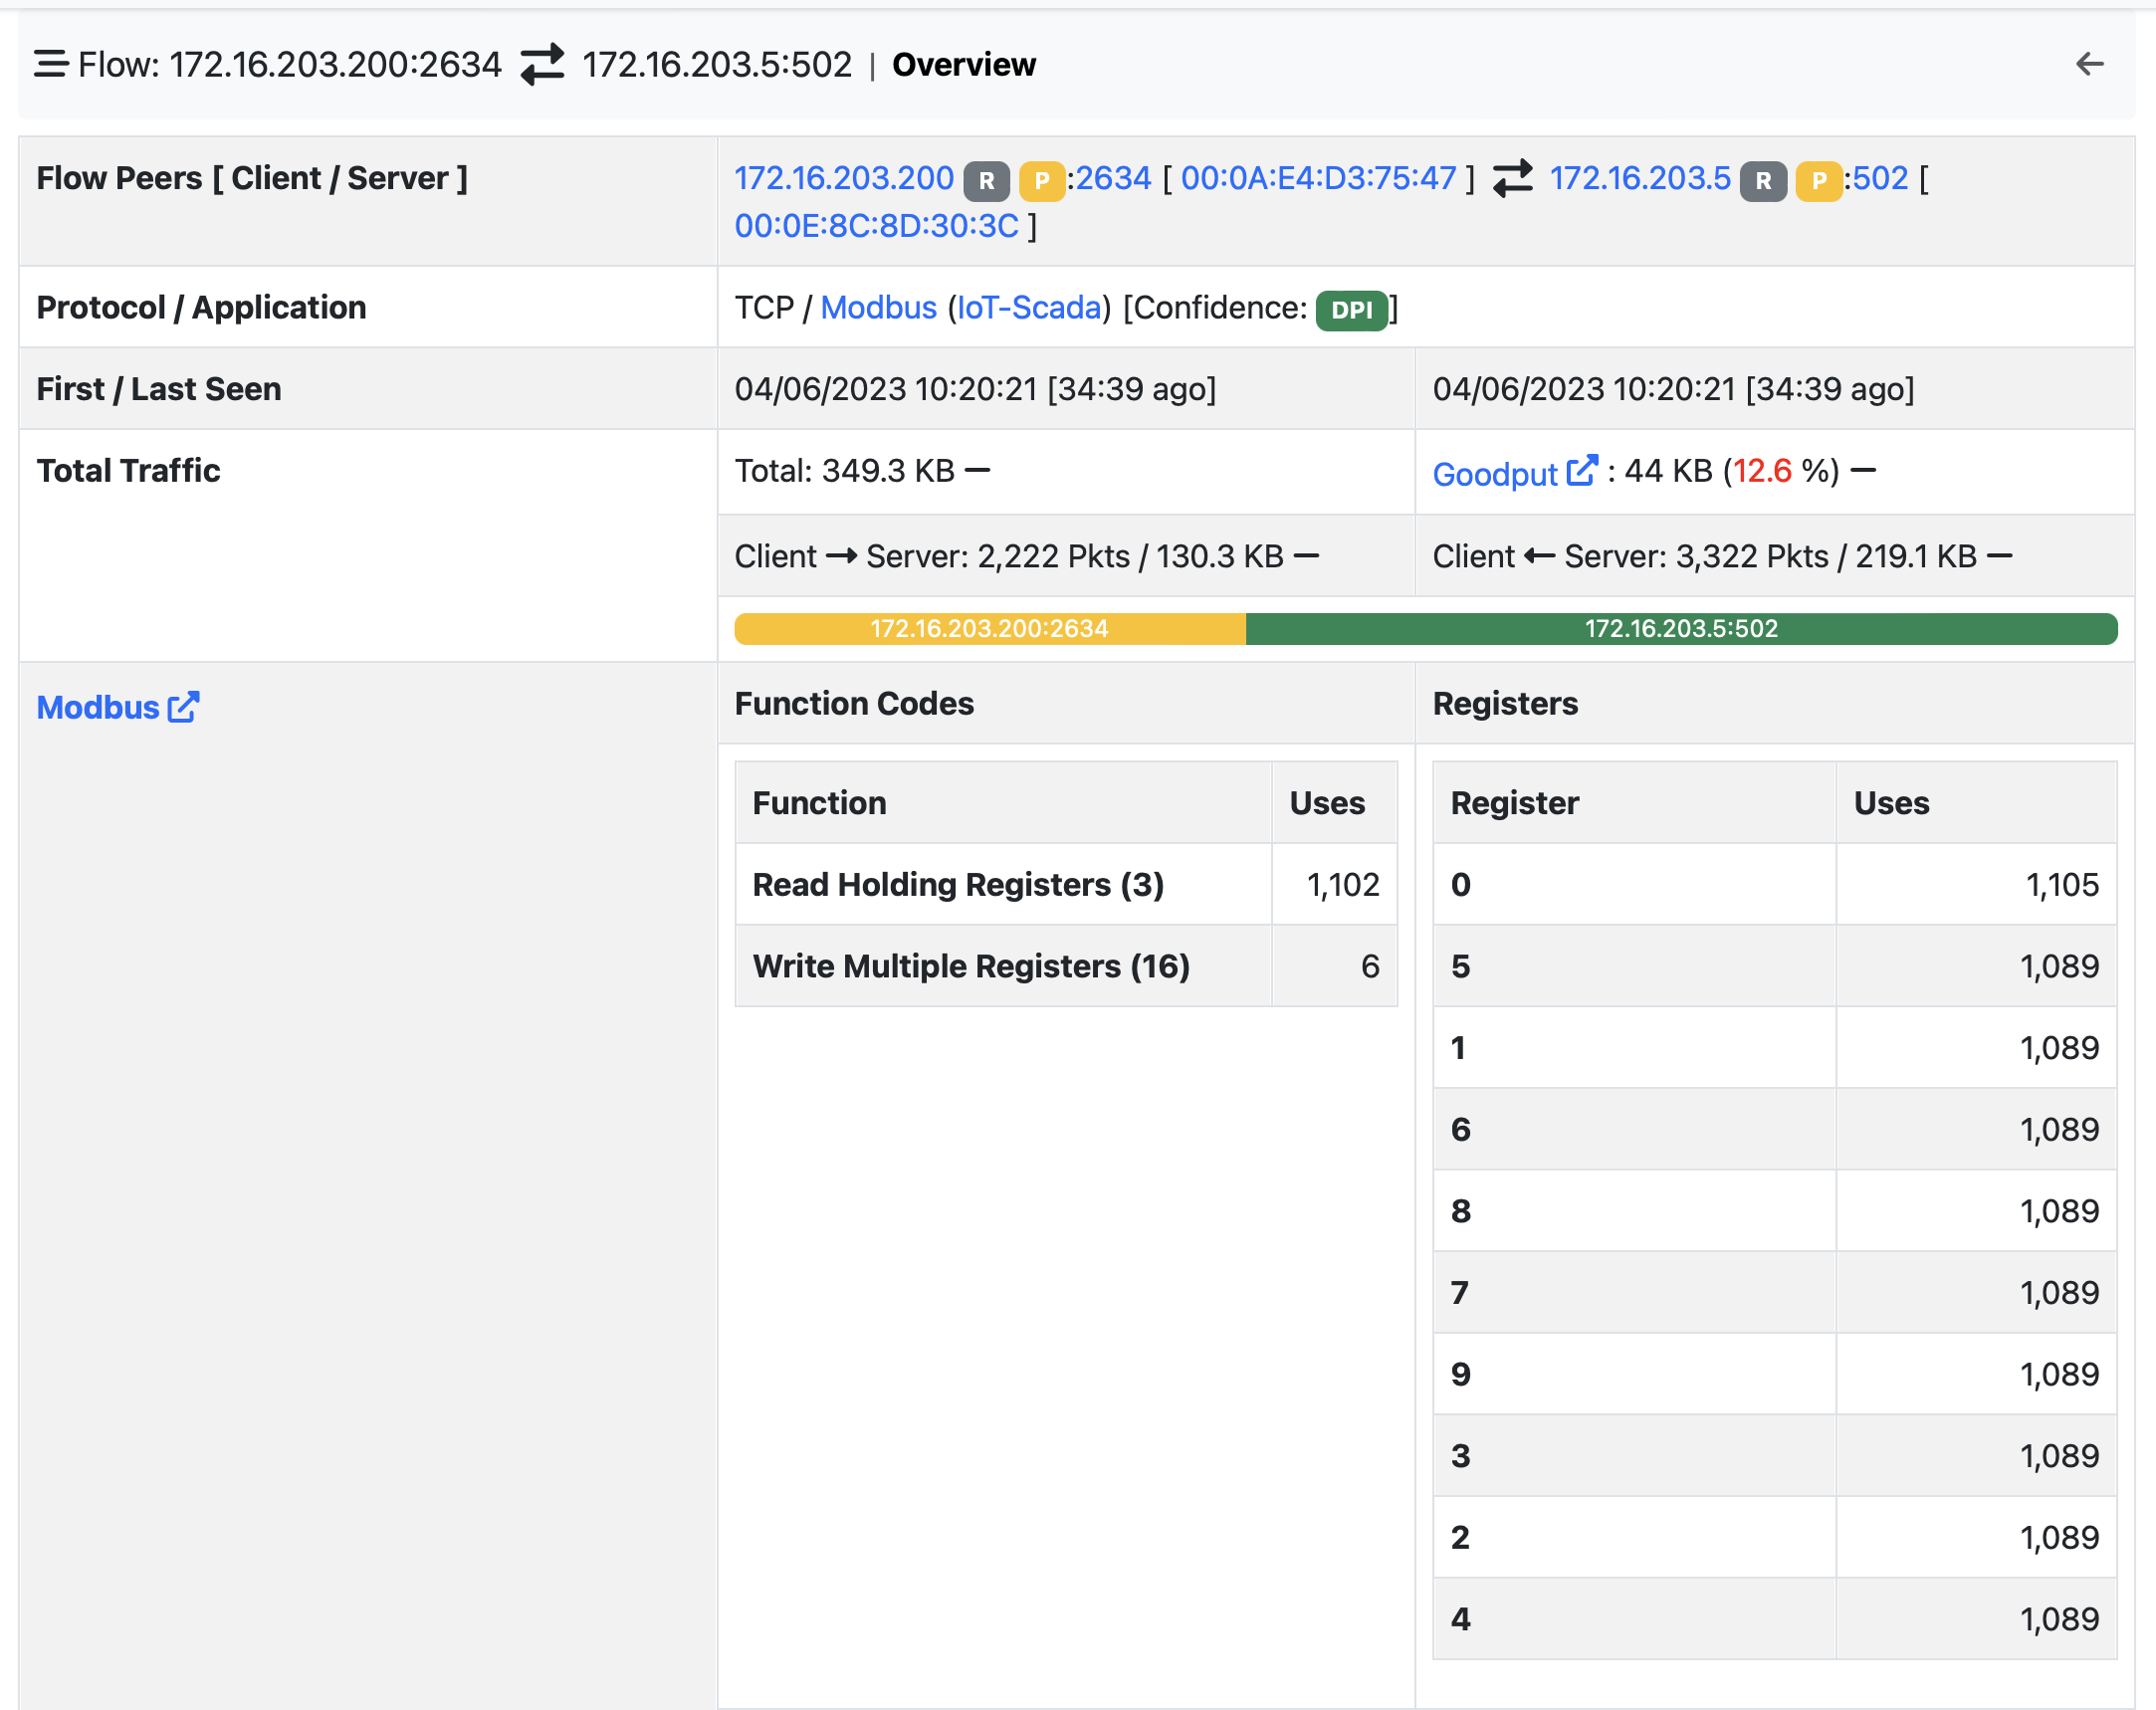 Flow: 172.16.203.200:2634 ⇄ 172.16.203.5:502 | Overview
Flow Peers [ Client / Server ]
172.16.203.200 R P :2634 [ 00:0A:E4:D3:75:47 ] ⇄ 172.16.203.5 R P :502 [
00:0E:8C:8D:30:3C ]
Protocol / Application
TCP / Modbus (IoT-Scada) [Confidence: DPI]
First / Last Seen
04/06/2023 10:20:21 [34:39 ago]
04/06/2023 10:20:21 [34:39 ago]
Total Traffic
Total: 349.3 KB —
Goodput : 44 KB (12.6 %) —
Client → Server: 2,222 Pkts / 130.3 KB —
Client ← Server: 3,322 Pkts / 219.1 KB —
172.16.203.200:2634
172.16.203.5:502
Modbus
Function Codes
Registers
Function Uses
Read Holding Registers (3) 1,102
Write Multiple Registers (16) 6
Register Uses
0 1,105
5 1,089
1 1,089
6 1,089
8 1,089
7 1,089
9 1,089
3 1,089
2 1,089
4 1,089